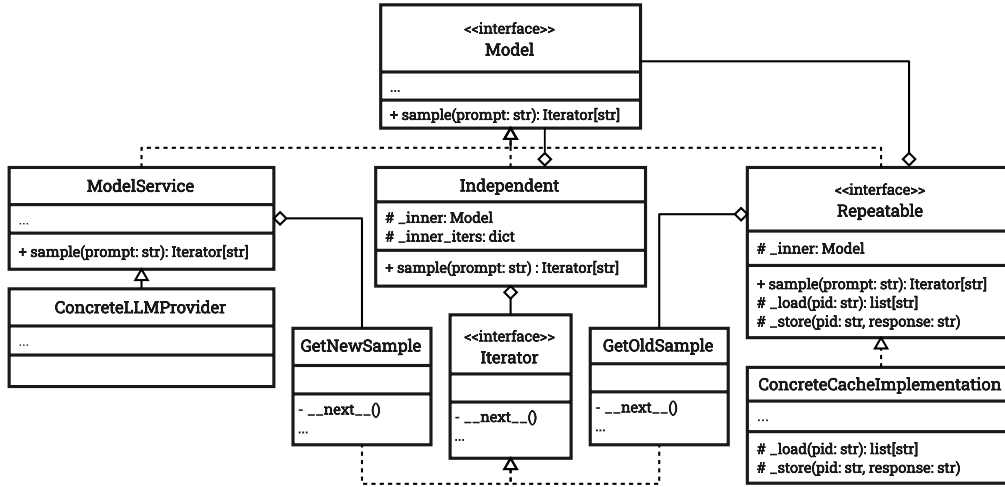 <<interface>>
Model
...
+ sample(prompt: str): Iterator[str]
ModelService
...
+ sample(prompt: str): Iterator[str]
ConcreteLLMProvider
...
Independent
# _inner: Model
# _inner_iters: dict
+ sample(prompt: str) : Iterator[str]
<<interface>>
Repeatable
# _inner: Model
+ sample(prompt: str): Iterator[str]
# _load(pid: str): list[str]
# _store(pid: str, response: str)
GetNewSample
- __next__()
...
<<interface>>
Iterator
- __next__()
...
GetOldSample
- __next__()
...
ConcreteCacheImplementation
...
# _load(pid: str): list[str]
# _store(pid: str, response: str)